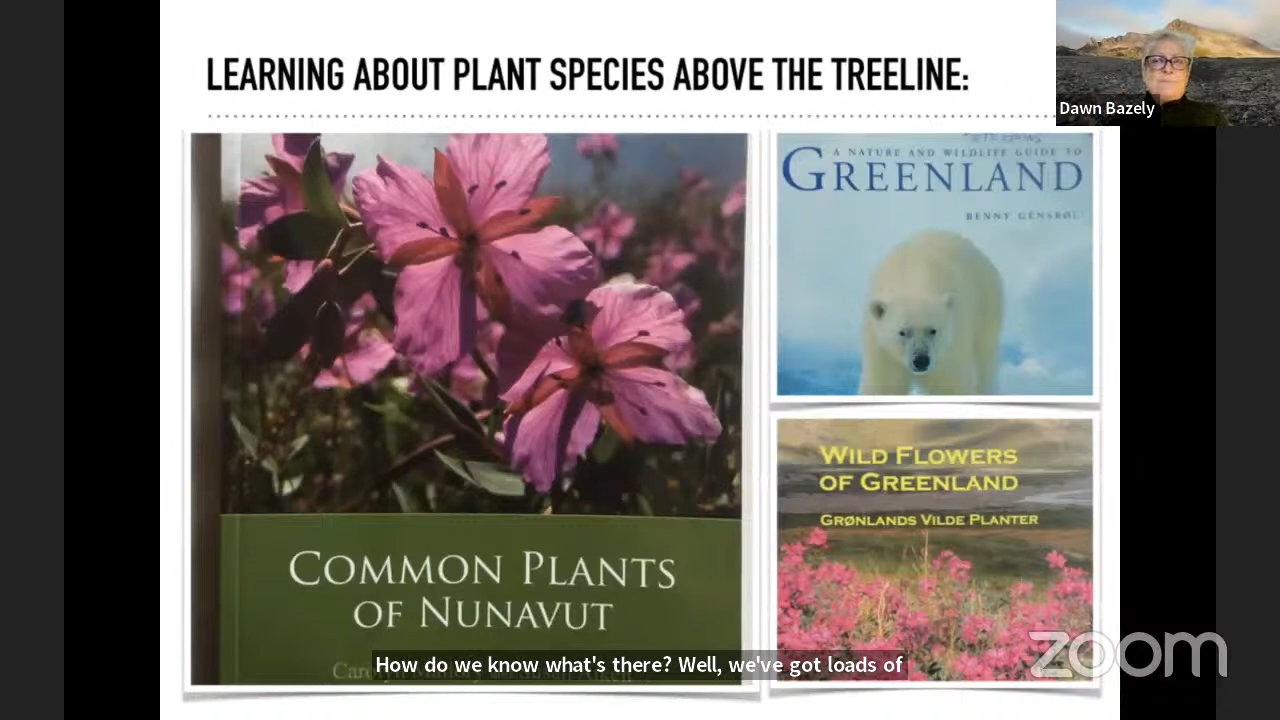 LEARNING ABOUT PLANT SPECIES ABOVE THE TREELINE:
Dawn Bazely
A NATURE AND WILDLIFE GUIDE TO
GREENLAND
BENNY GÉNSBØL
WILD FLOWERS
OF GREENLAND
GRØNLANDS VILDE PLANTER
COMMON PLANTS
OF NUNAVUT
How do we know what's there? Well, we've got loads of
zoom